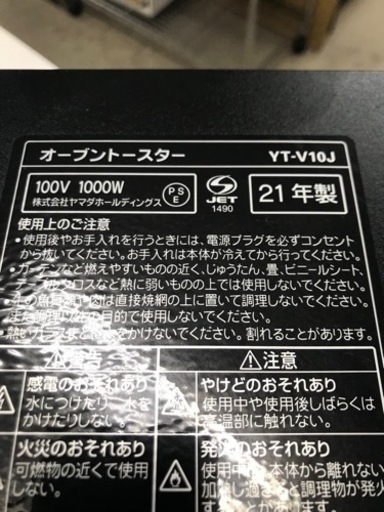 オーブントースター YT-V10J
100V 1000W
株式会社ヤマダホールディングス
PS
E
JET
1490
21年製
使用上のご注意
•使用後やお手入れを行うときには、電源プラグを必ずコンセント
から抜いてください。お手入れは本体が冷えてから行ってください。
•カーテンなど燃えやすいものの近く、じゅうたん、畳、ビニールシート、
テーブルクロスなど熱に弱いものの上では使用しないでください。
直接焼網の上に置いて調理しないでください。
目的で使用しないでください。
かけないでください。割れることがあります。
警告
注意
感電のおそれあり
水につけたり、水を
かけたりしない。
やけどのおそれあり
使用中や使用後しばらくは
高温部に触れない。
火災のおそれあり
可燃物の近くで使用
しない。
発火のおそれあり
使用中は本体から離れない
加熱し過ぎると調理物が発火